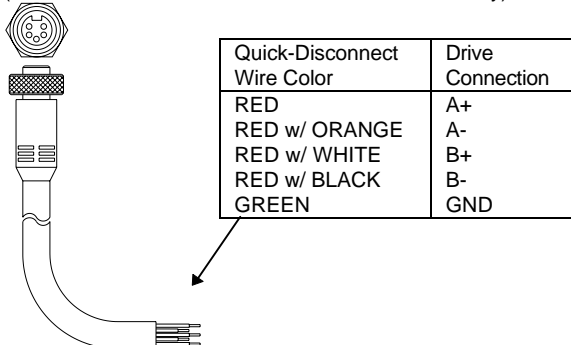 Quick-Disconnect Wire Color	Drive Connection
RED	A+
RED w/ ORANGE	A-
RED w/ WHITE	B+
RED w/ BLACK	B-
GREEN	GND